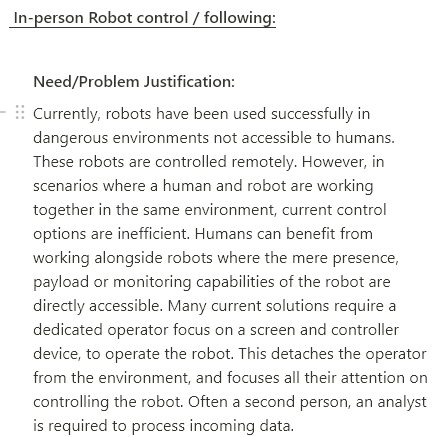 In-person Robot control / following:
Need/Problem Justification:
Currently, robots have been used successfully in
dangerous environments not accessible to humans.
These robots are controlled remotely. However, in
scenarios where a human and robot are working
together in the same environment, current control
options are inefficient. Humans can benefit from
working alongside robots where the mere presence,
payload or monitoring capabilities of the robot are
directly accessible. Many current solutions require a
dedicated operator focus on a screen and controller
device, to operate the robot. This detaches the operator
from the environment, and focuses all their attention on
controlling the robot. Often a second person, an analyst
is required to process incoming data.